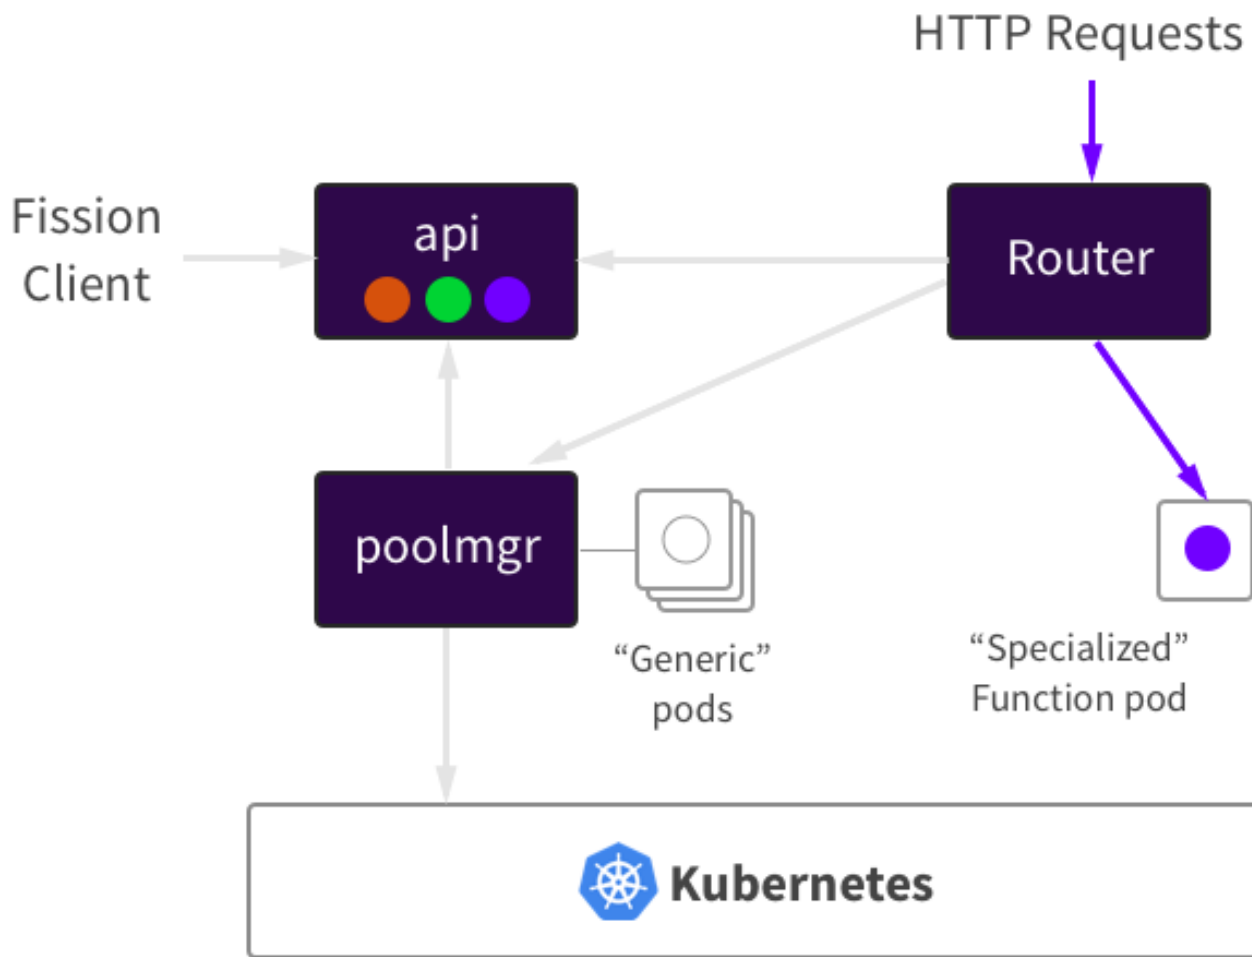 HTTP Requests
Fission
Client
api
Router
poolmgr
“Generic”
pods
“Specialized”
Function pod
Kubernetes